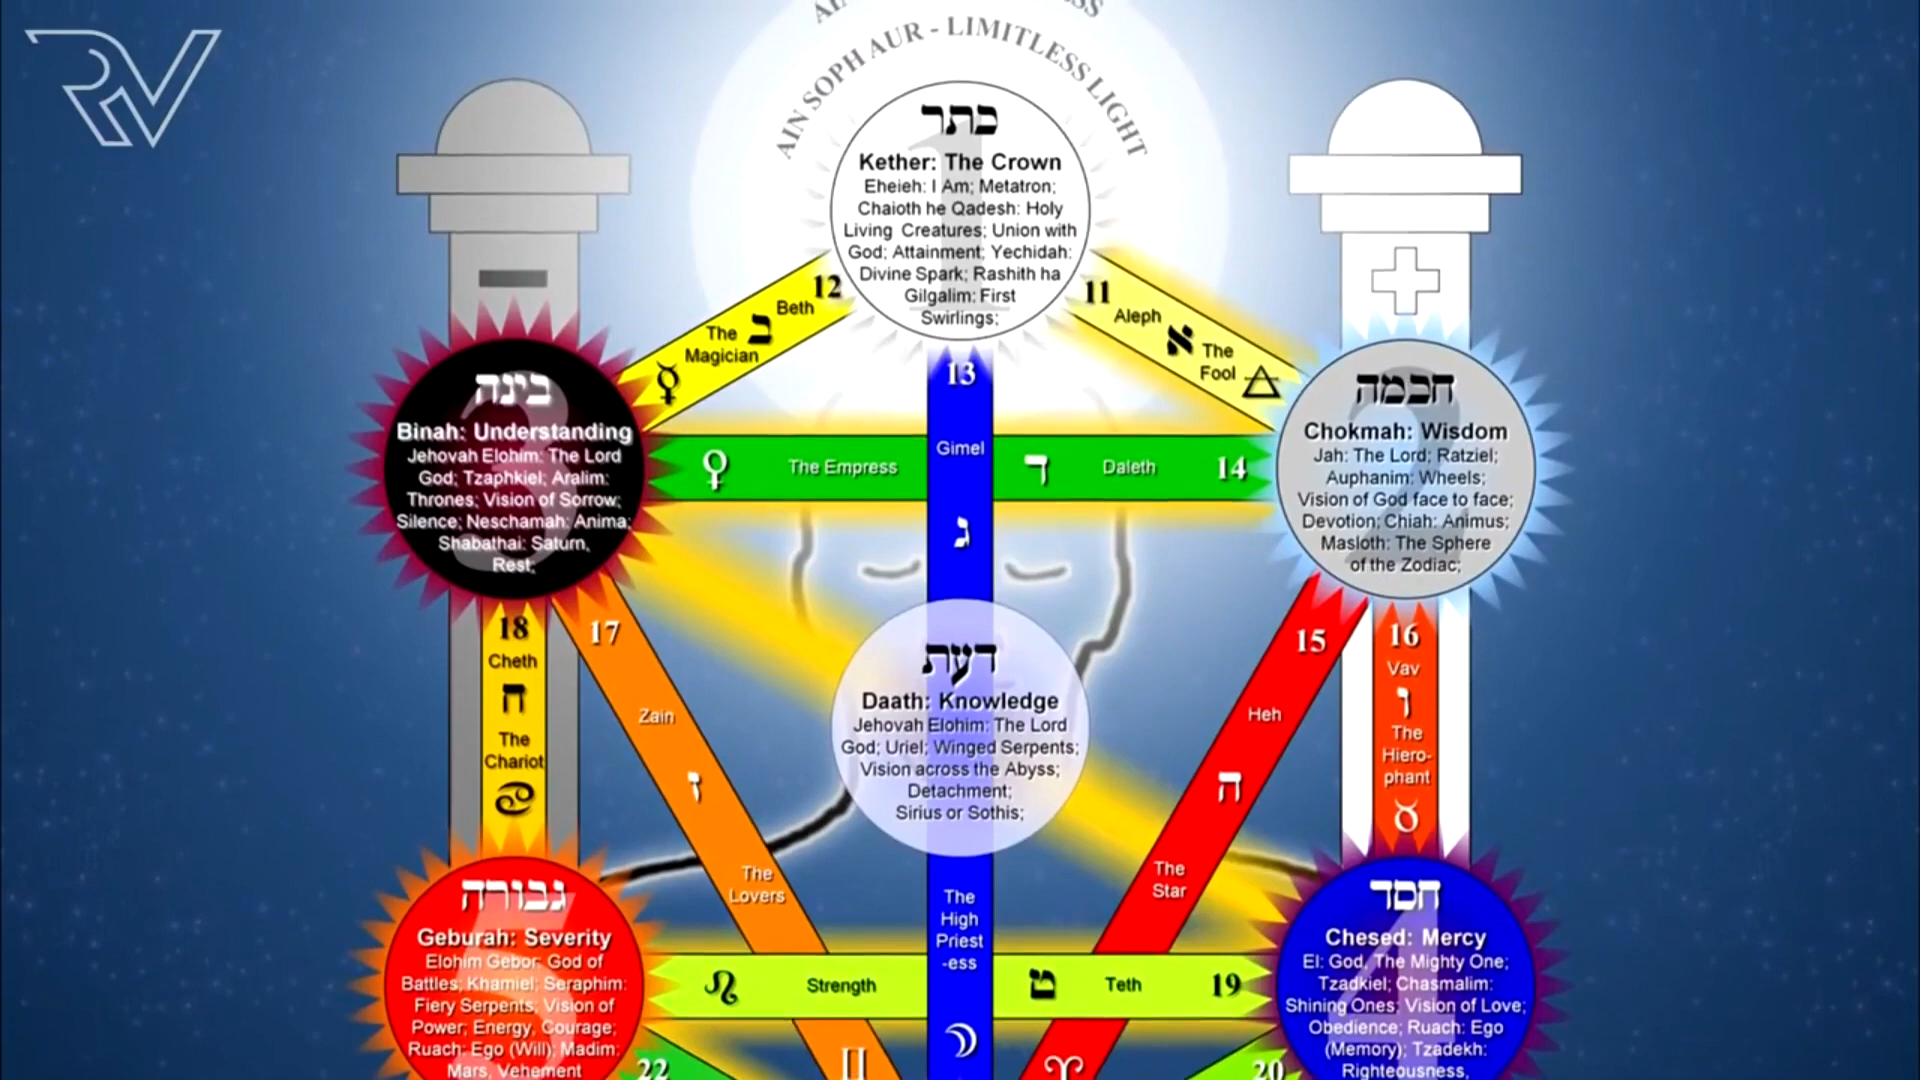 RV
AIN SOPH AUR - LIMITLESS LIGHT
כתר
1
Kether: The Crown
Eheieh: I Am; Metatron;
Chaioth he Qadesh: Holy
Living Creatures; Union with
God; Attainment; Yechidah:
Divine Spark; Rashith ha
Gilgalim: First
Swirlings;
12
Beth
ב
The
Magician
☿
11
Aleph
א
The
Fool
🜁
בינה
3
Binah: Understanding
Jehovah Elohim: The Lord
God; Tzaphkiel; Aralim:
Thrones; Vision of Sorrow;
Silence; Neschamah: Anima;
Shabathai: Saturn,
Rest;
13
Gimel
ג
♀
The Empress
ד
Daleth
14
חכמה
2
Chokmah: Wisdom
Jah: The Lord; Ratziel;
Auphanim: Wheels;
Vision of God face to face;
Devotion; Chiah: Animus;
Masloth: The Sphere
of the Zodiac;
18
Cheth
ח
The
Chariot
♋
17
Zain
ז
The
Lovers
♊
דעת
Daath: Knowledge
Jehovah Elohim: The Lord
God; Uriel; Winged Serpents;
Vision across the Abyss;
Detachment;
Sirius or Sothis;
The
High
Priest
-ess
☽
15
Heh
ה
The
Star
♈
16
Vav
ו
The
Hiero-
phant
♉
גבורה
5
Geburah: Severity
Elohim Gebor: God of
Battles; Khamiel; Seraphim:
Fiery Serpents; Vision of
Power; Energy, Courage;
Ruach: Ego (Will); Madim:
Mars, Vehement
♌
Strength
ט
Teth
19
חסד
4
Chesed: Mercy
El: God, The Mighty One;
Tzadkiel; Chasmalim:
Shining Ones; Vision of Love;
Obedience; Ruach: Ego
(Memory); Tzadekh:
Righteousness,
22
20